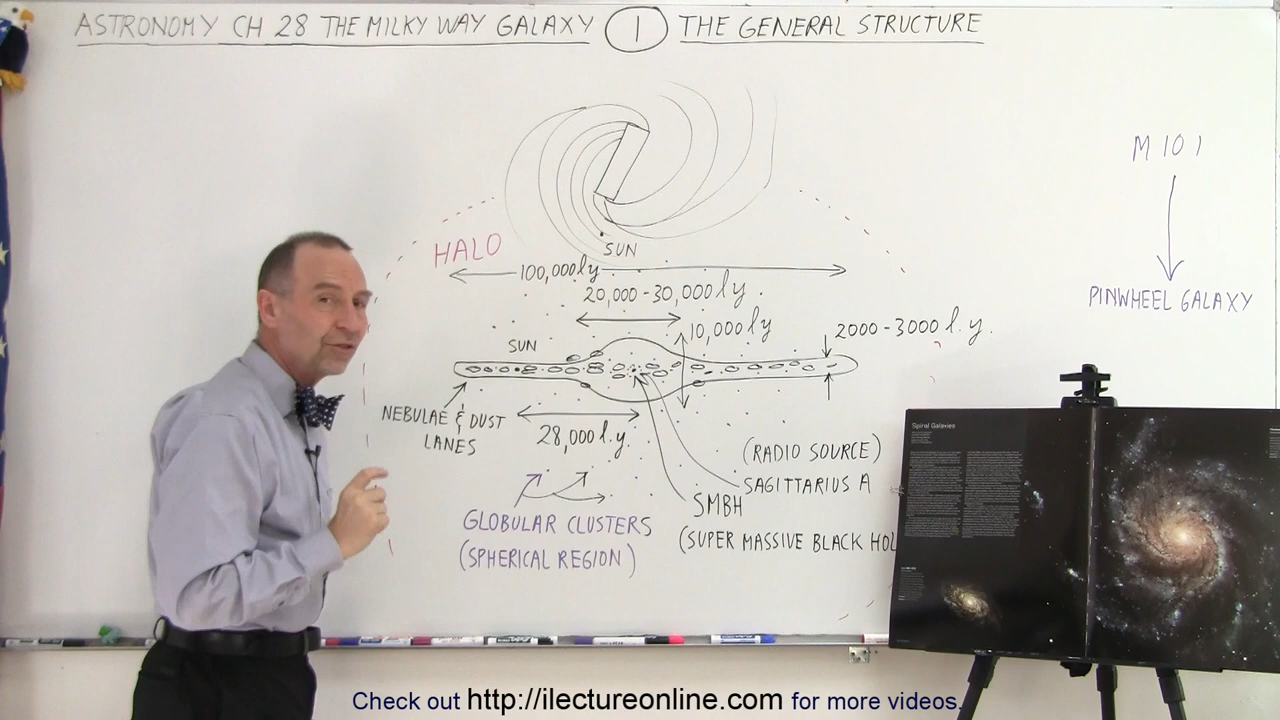 ASTRONOMY CH 28 THE MILKY WAY GALAXY 1 THE GENERAL STRUCTURE
M 101
PINWHEEL GALAXY
HALO
SUN
100,000 ly
20,000 - 30,000 ly.
10,000 ly
2000 - 3000 l.y.
SUN
NEBULAE & DUST
LANES
28,000 l.y.
(RADIO SOURCE)
SAGITTARIUS A
SMBH
(SUPER MASSIVE BLACK HOL
GLOBULAR CLUSTERS
(SPHERICAL REGION)
Spiral Galaxies
Check out http://ilectureonline.com for more videos.